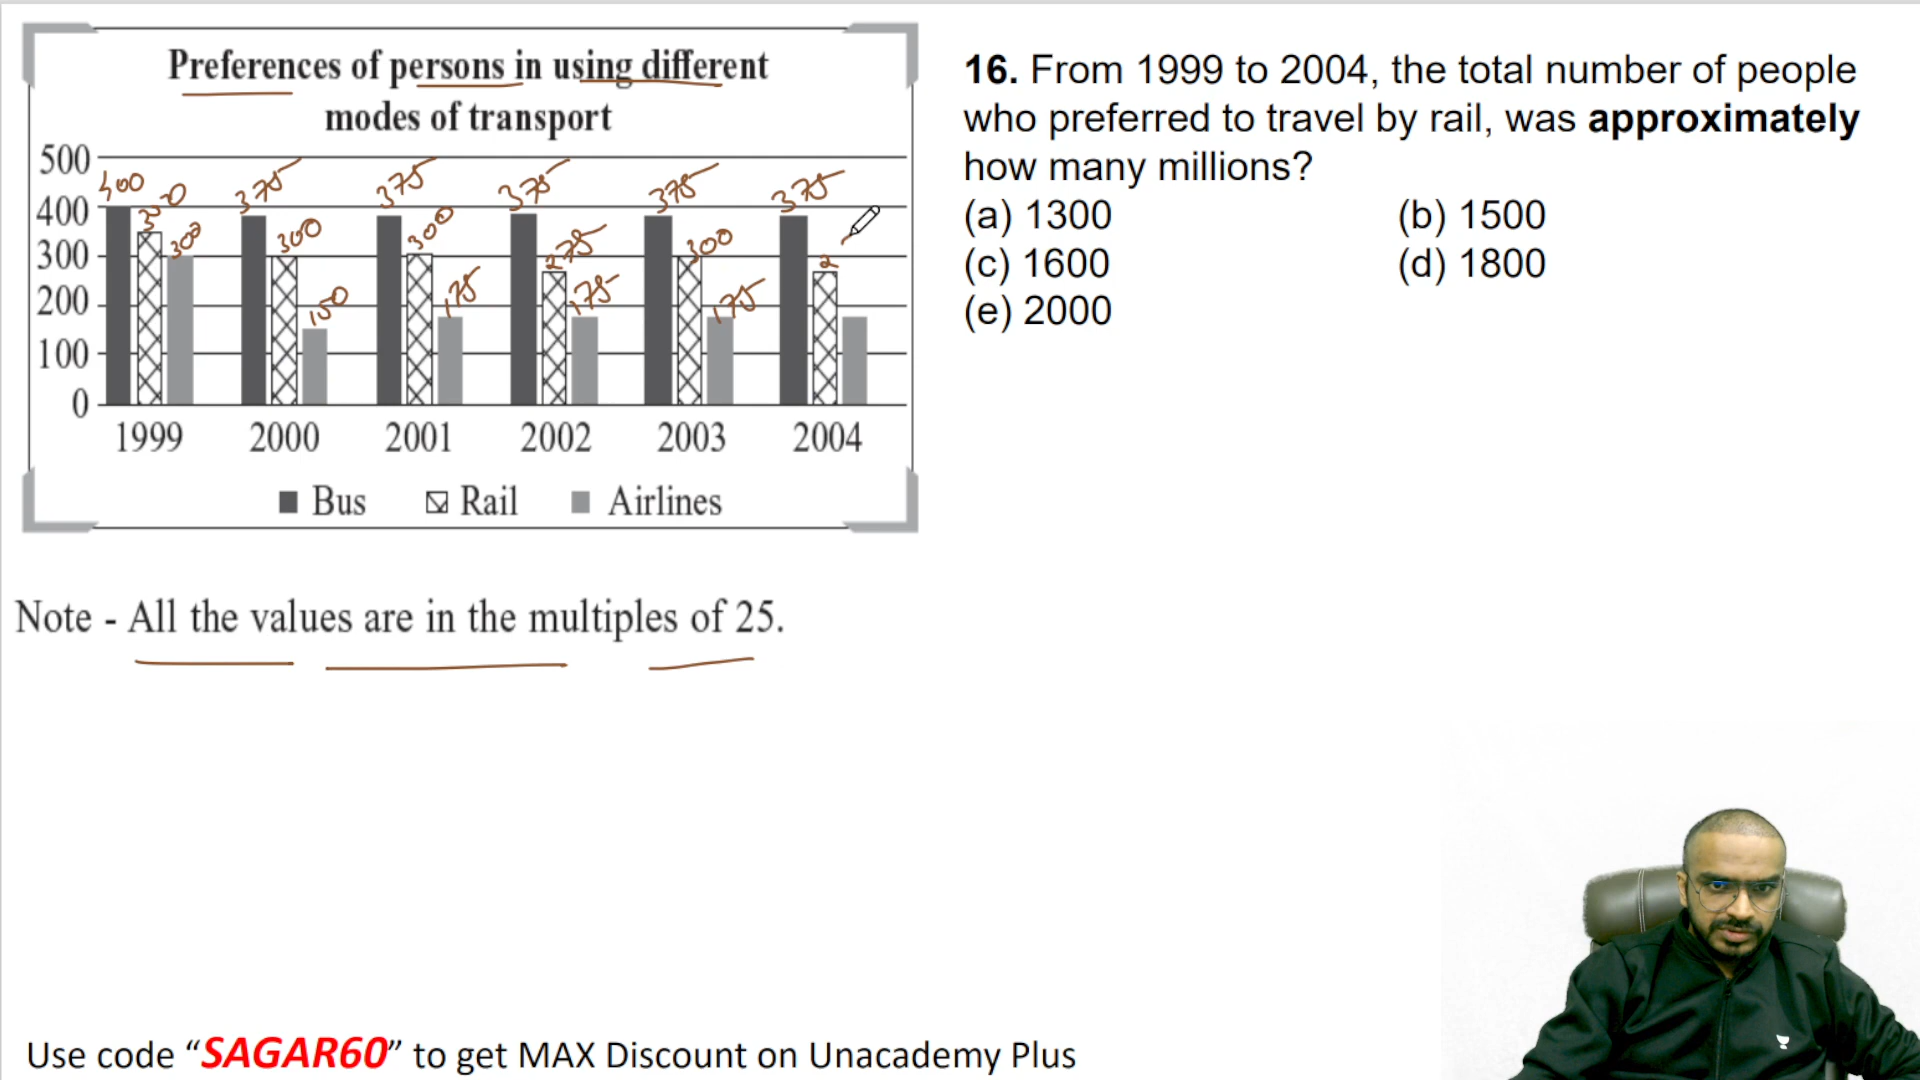 Preferences of persons in using different
modes of transport
500
400
300
200
100
0
400 350 300 375 300 150 375 300 175 375 275 175 375 300 175 375 2
1999 2000 2001 2002 2003 2004
Bus Rail Airlines
Note - All the values are in the multiples of 25.
16. From 1999 to 2004, the total number of people
who preferred to travel by rail, was approximately
how many millions?
(a) 1300 (b) 1500
(c) 1600 (d) 1800
(e) 2000
Use code “SAGAR60” to get MAX Discount on Unacademy Plus